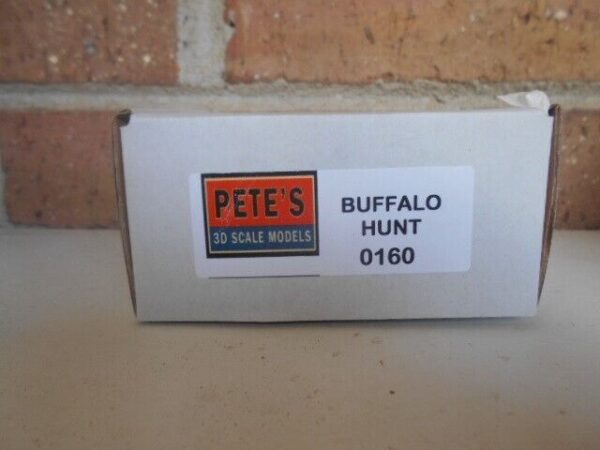 PETE'S
3D SCALE MODELS
BUFFALO
HUNT
0160